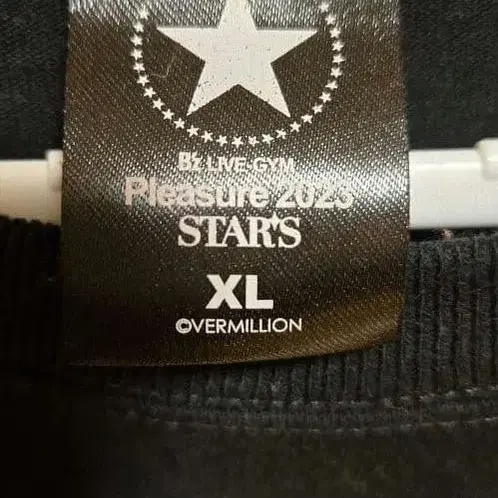 B'z LIVE-GYM
Pleasure 2023
STAR★S
XL
©VERMILLION